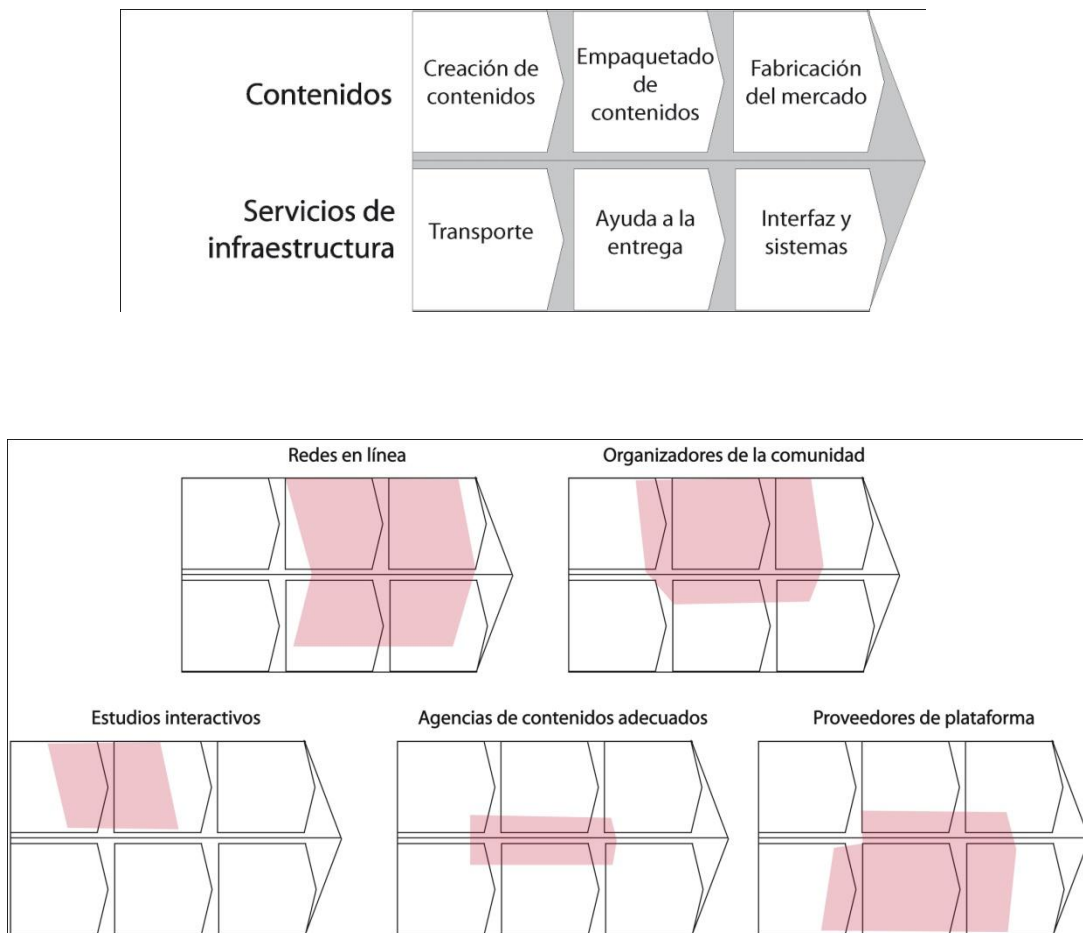 Contenidos
Creación de
contenidos
Empaquetado
de
contenidos
Fabricación
del mercado
Servicios de
infraestructura
Transporte
Ayuda a la
entrega
Interfaz y
sistemas
Redes en línea
Organizadores de la comunidad
Estudios interactivos
Agencias de contenidos adecuados
Proveedores de plataforma